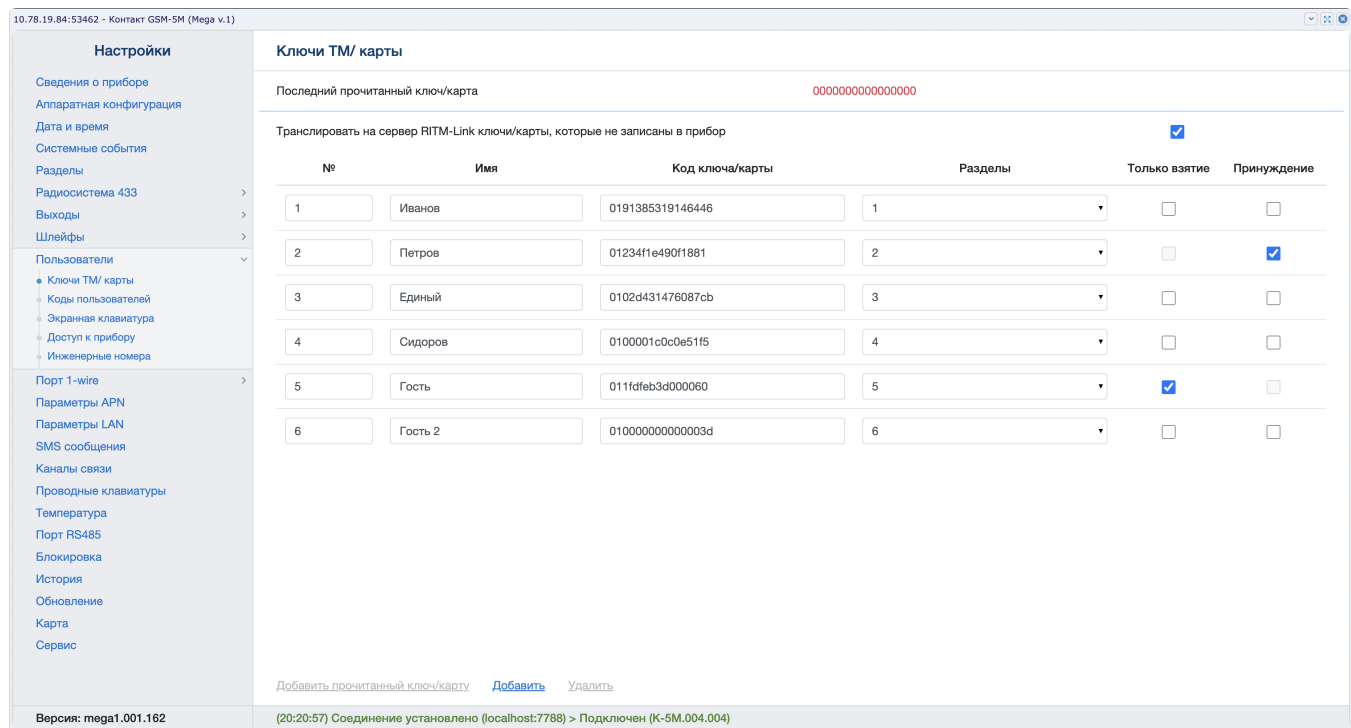 10.78.19.84:53462 - Контакт GSM-5M (Mega v.1)
Настройки
Сведения о приборе
Аппаратная конфигурация
Дата и время
Системные события
Разделы
Радиосистема 433
Выходы
Шлейфы
Пользователи
Ключи ТМ/ карты
Коды пользователей
Экранная клавиатура
Доступ к прибору
Инженерные номера
Порт 1-wire
Параметры APN
Параметры LAN
SMS сообщения
Каналы связи
Проводные клавиатуры
Температура
Порт RS485
Блокировка
История
Обновление
Карта
Сервис
Версия: mega1.001.162
Ключи ТМ/ карты
Последний прочитанный ключ/карта 0000000000000000
Транслировать на сервер RITM-Link ключи/карты, которые не записаны в прибор
№ Имя Код ключа/карты Разделы Только взятие Принуждение
1 Иванов 0191385319146446 1
2 Петров 01234f1e490f1881 2
3 Единый 0102d431476087cb 3
4 Сидоров 0100001c0c0e51f5 4
5 Гость 011fdfeb3d000060 5
6 Гость 2 010000000000003d 6
Добавить прочитанный ключ/карту Добавить Удалить
(20:20:57) Соединение установлено (localhost:7788) > Подключен (K-5M.004.004)